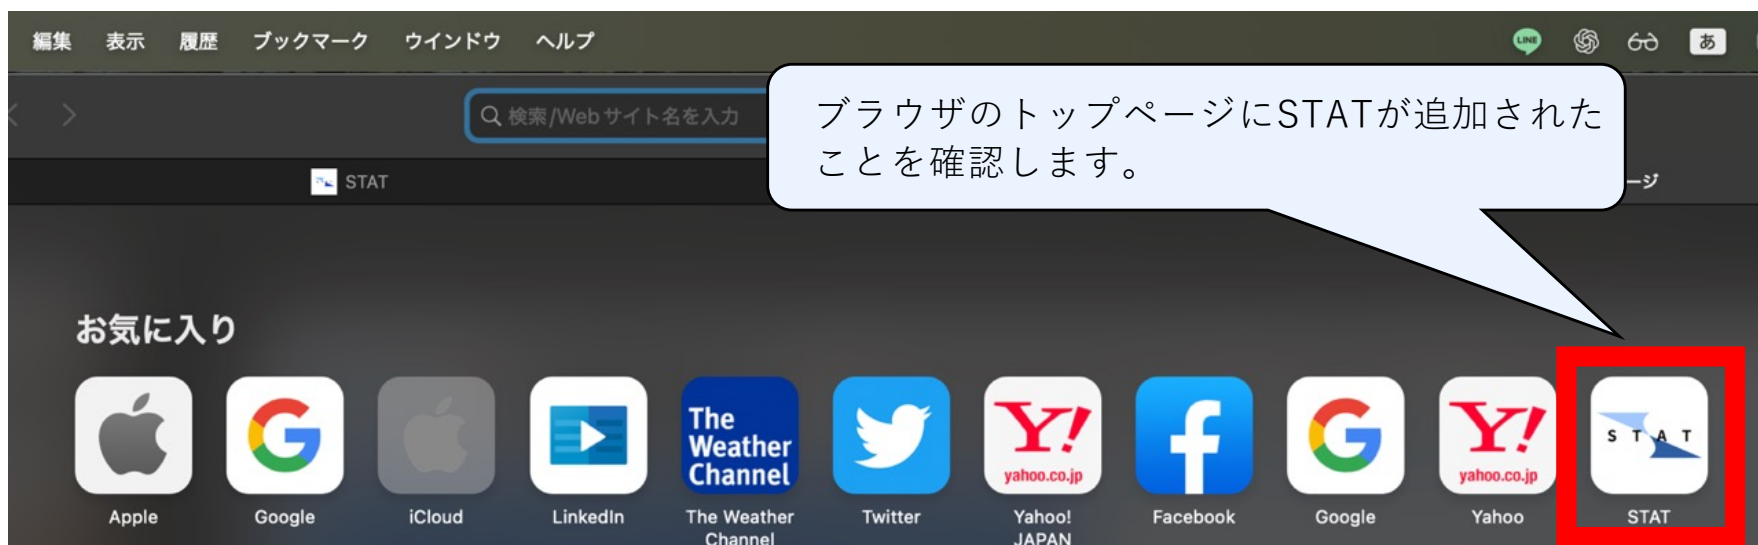 編集 表示 履歴 ブックマーク ウインドウ ヘルプ
LINE
あ
検索/Webサイト名を入力
ブラウザのトップページにSTATが追加された
ことを確認します。
STAT
ージ
お気に入り
The
Weather
Channel
yahoo.co.jp
yahoo.co.jp
STAT
Apple Google iCloud LinkedIn The Weather Channel Twitter Yahoo! JAPAN Facebook Google Yahoo STAT